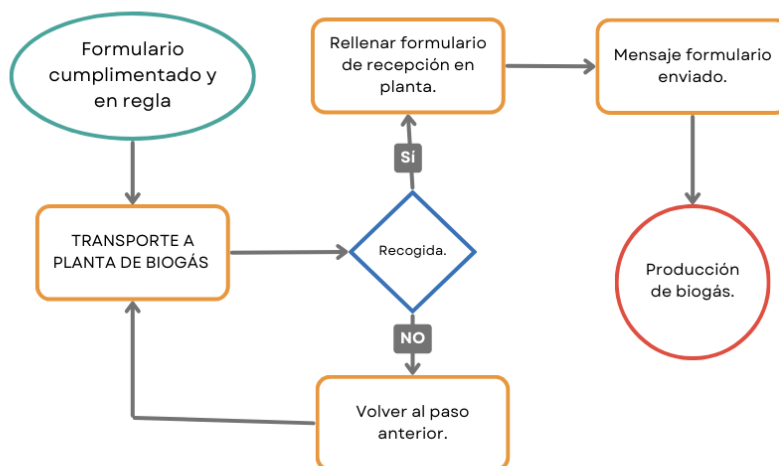 Formulario
cumplimentado y
en regla
Rellenar formulario
de recepción en
planta.
Mensaje formulario
enviado.
Sí
TRANSPORTE A
PLANTA DE BIOGÁS
Recogida.
Producción
de biogás.
NO
Volver al paso
anterior.